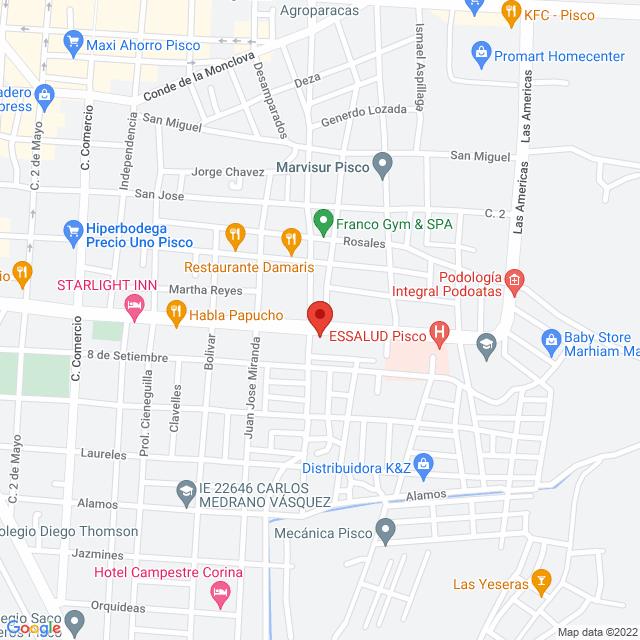 Agroparacas
KFC - Pisco
Maxi Ahorro Pisco
Ismael Aspillaga
Promart Homecenter
Conde de la Monclova
Desamparados
Deza
C. 2 de Mayo
C. Comercio
Independencia
Genaro Lozada
Las Americas
San Miguel
San Miguel
Jorge Chavez
Marvisur Pisco
San Jose
C. 2
Las Americas
Franco Gym & SPA
Rosales
Hiperbodega
Precio Uno Pisco
Restaurante Damaris
Podología
Integral Podoatas
Martha Reyes
STARLIGHT INN
Habla Papucho
ESSALUD Pisco
Baby Store
Marhiam Ma
8 de Setiembre
C. Comercio
Prol. Cieneguilla
Clavelles
Bolivar
Juan Jose Miranda
C. 2 de Mayo
Laureles
Distribuidora K&Z
IE 22646 CARLOS
MEDRANO VÁSQUEZ
Alamos
Alamos
olegio Diego Thomson
Mecánica Pisco
Jazmines
Hotel Campestre Corina
Las Yeseras
Orquideas
Google
Map data ©2022